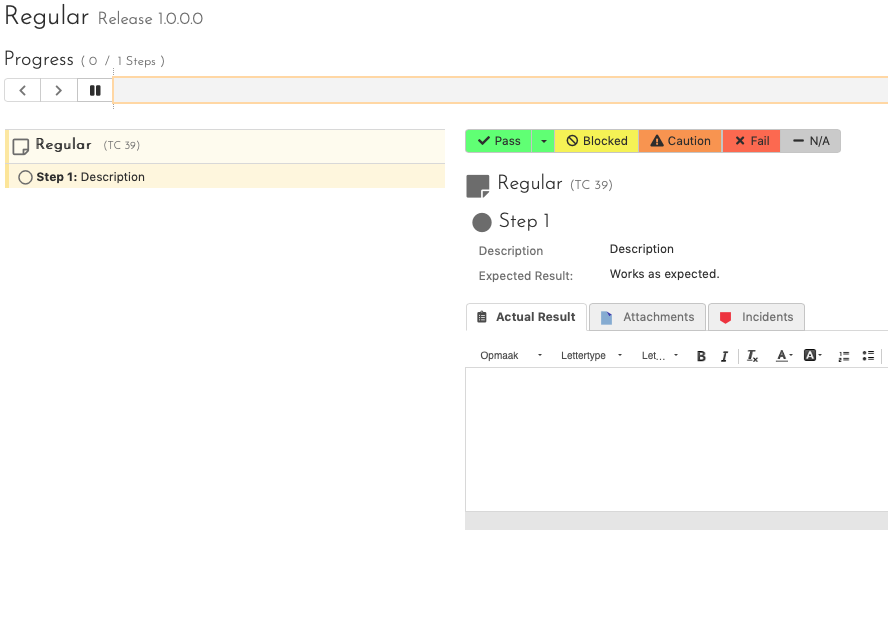 Regular Release 1.0.0.0
Progress ( 0 / 1 Steps )
Regular (TC 39)
Step 1: Description
Pass Blocked Caution Fail N/A
Regular (TC 39)
Step 1
Description Description
Expected Result: Works as expected.
Actual Result Attachments Incidents
Opmaak Lettertype Let... B I Tx A A